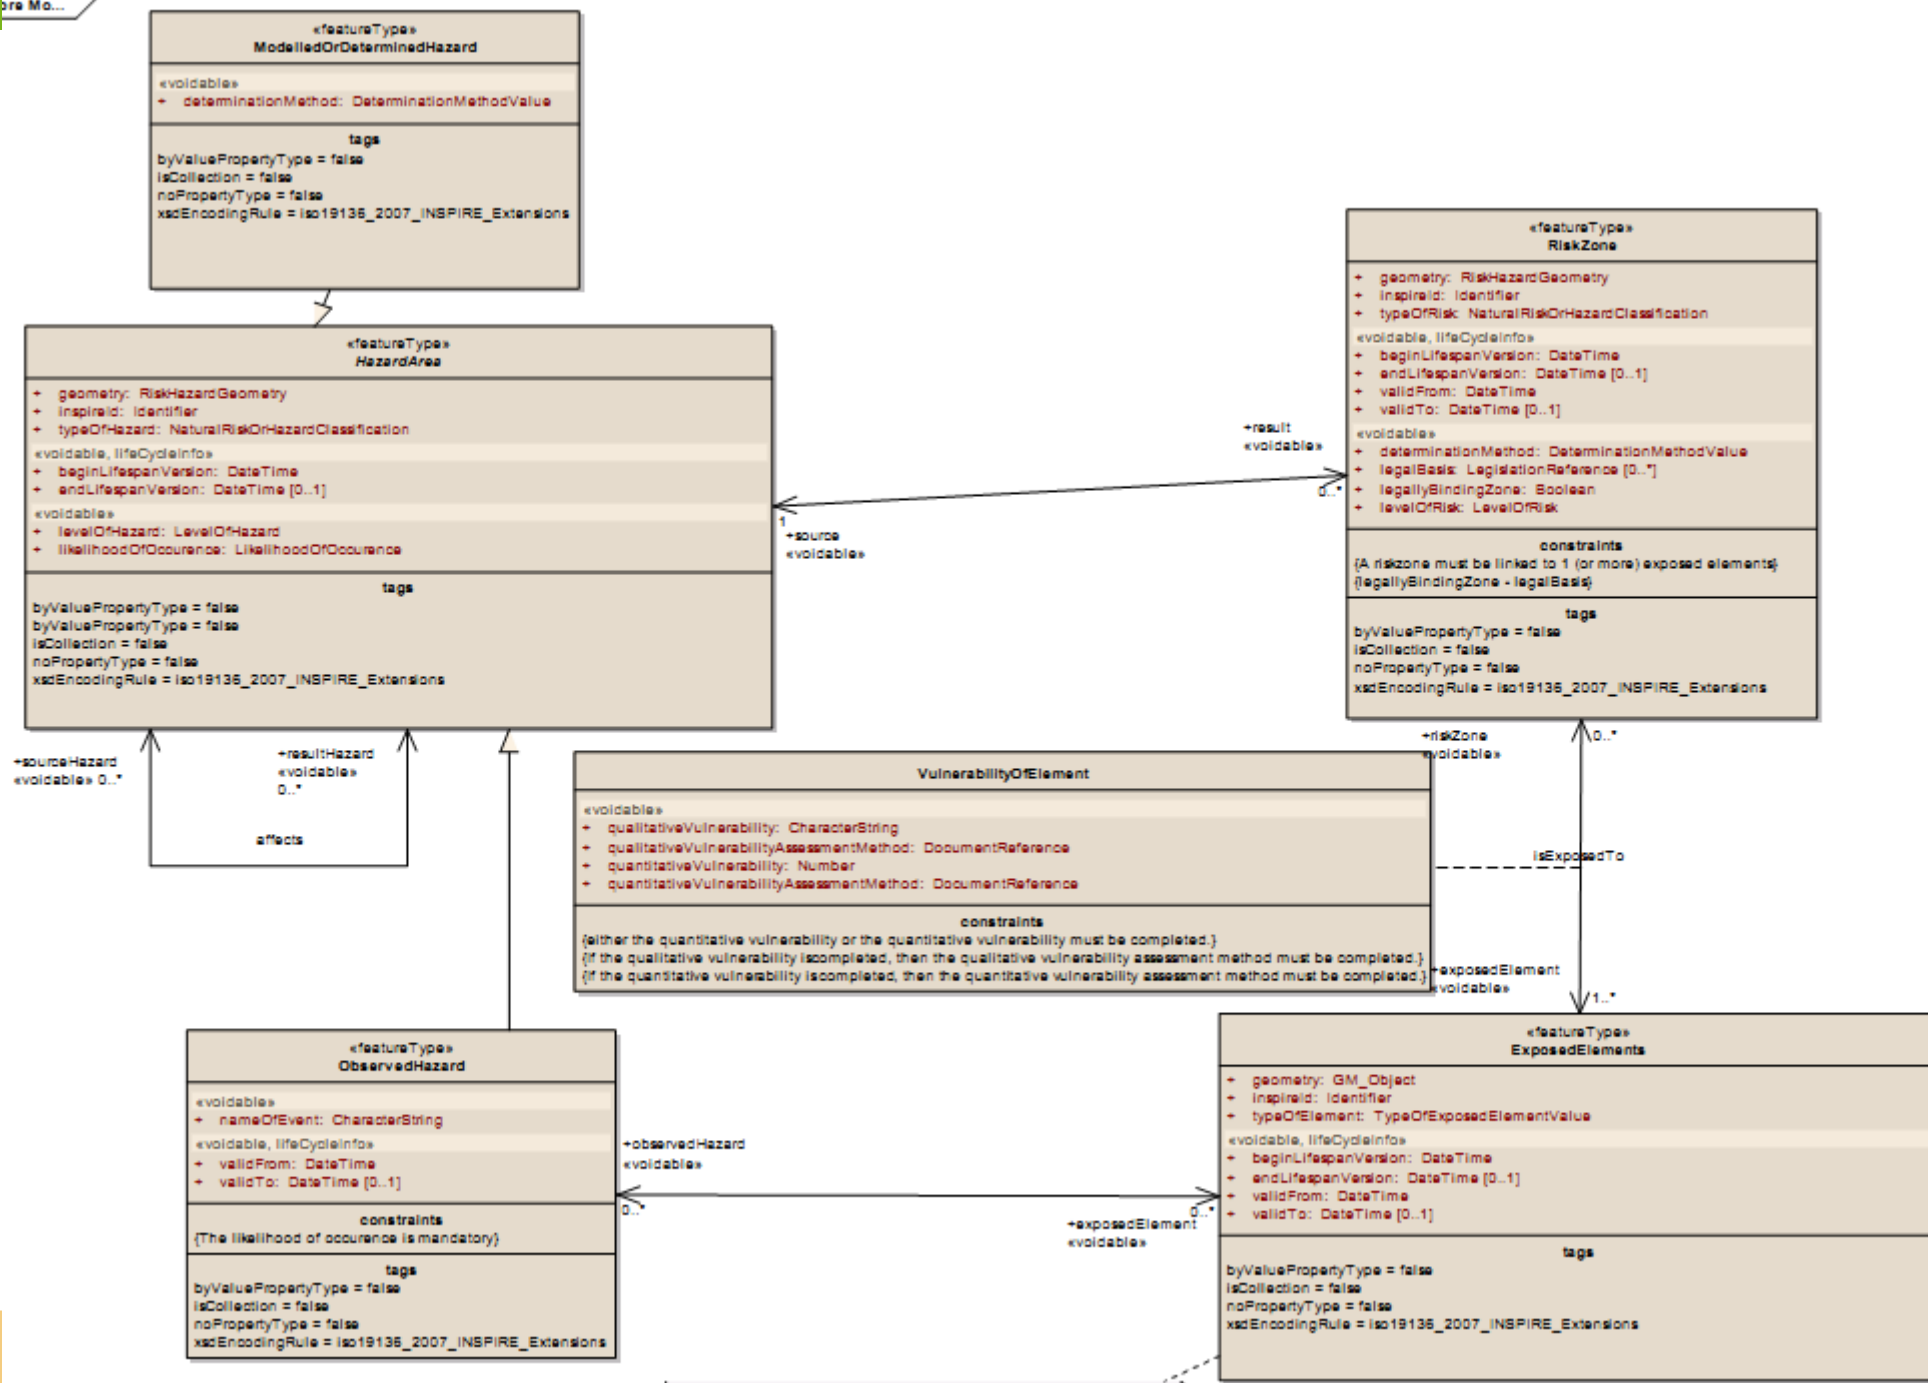 ore Mo...
«featureType»
ModelledOrDeterminedHazard
«voidable»
+ determinationMethod: DeterminationMethodValue
tags
byValuePropertyType = false
isCollection = false
noPropertyType = false
xsdEncodingRule = iso19136_2007_INSPIRE_Extensions
«featureType»
HazardArea
+ geometry: RiskHazardGeometry
+ inspireId: Identifier
+ typeOfHazard: NaturalRiskOrHazardClassification
«voidable, lifeCycleInfo»
+ beginLifespanVersion: DateTime
+ endLifespanVersion: DateTime [0..1]
«voidable»
+ levelOfHazard: LevelOfHazard
+ likelihoodOfOccurence: LikelihoodOfOccurence
tags
byValuePropertyType = false
byValuePropertyType = false
isCollection = false
noPropertyType = false
xsdEncodingRule = iso19136_2007_INSPIRE_Extensions
+result
«voidable»
0..*
1
+source
«voidable»
«featureType»
RiskZone
+ geometry: RiskHazardGeometry
+ inspireId: Identifier
+ typeOfRisk: NaturalRiskOrHazardClassification
«voidable, lifeCycleInfo»
+ beginLifespanVersion: DateTime
+ endLifespanVersion: DateTime [0..1]
+ validFrom: DateTime
+ validTo: DateTime [0..1]
«voidable»
+ determinationMethod: DeterminationMethodValue
+ legalBasis: LegislationReference [0..*]
+ legallyBindingZone: Boolean
+ levelOfRisk: LevelOfRisk
constraints
{A riskzone must be linked to 1 (or more) exposed elements}
{legallyBindingZone - legalBasis}
tags
byValuePropertyType = false
isCollection = false
noPropertyType = false
xsdEncodingRule = iso19136_2007_INSPIRE_Extensions
+sourceHazard
«voidable» 0..*
+resultHazard
«voidable»
0..*
affects
VulnerabilityOfElement
«voidable»
+ qualitativeVulnerability: CharacterString
+ qualitativeVulnerabilityAssessmentMethod: DocumentReference
+ quantitativeVulnerability: Number
+ quantitativeVulnerabilityAssessmentMethod: DocumentReference
constraints
{either the quantitative vulnerability or the quantitative vulnerability must be completed.}
{if the qualitative vulnerability iscompleted, then the qualitative vulnerability assessment method must be completed.}
{if the quantitative vulnerability iscompleted, then the quantitative vulnerability assessment method must be completed.}
+riskZone
«voidable»
0..*
isExposedTo
+exposedElement
«voidable»
1..*
«featureType»
ObservedHazard
«voidable»
+ nameOfEvent: CharacterString
«voidable, lifeCycleInfo»
+ validFrom: DateTime
+ validTo: DateTime [0..1]
constraints
{The likelihood of occurence is mandatory}
tags
byValuePropertyType = false
isCollection = false
noPropertyType = false
xsdEncodingRule = iso19136_2007_INSPIRE_Extensions
+observedHazard
«voidable»
0..*
0..*
+exposedElement
«voidable»
«featureType»
ExposedElements
+ geometry: GM_Object
+ inspireId: Identifier
+ typeOfElement: TypeOfExposedElementValue
«voidable, lifeCycleInfo»
+ beginLifespanVersion: DateTime
+ endLifespanVersion: DateTime [0..1]
+ validFrom: DateTime
+ validTo: DateTime [0..1]
tags
byValuePropertyType = false
isCollection = false
noPropertyType = false
xsdEncodingRule = iso19136_2007_INSPIRE_Extensions